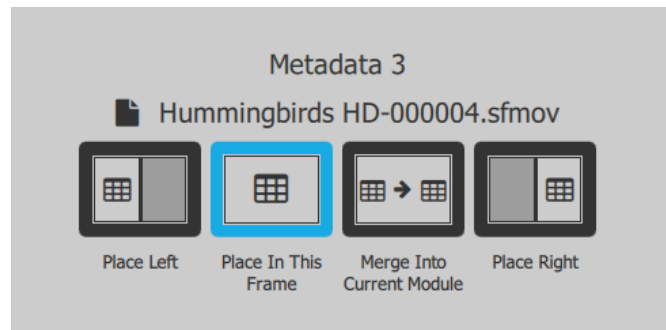 Metadata 3
Hummingbirds HD-000004.sfmov
Place Left
Place In This
Frame
Merge Into
Current Module
Place Right